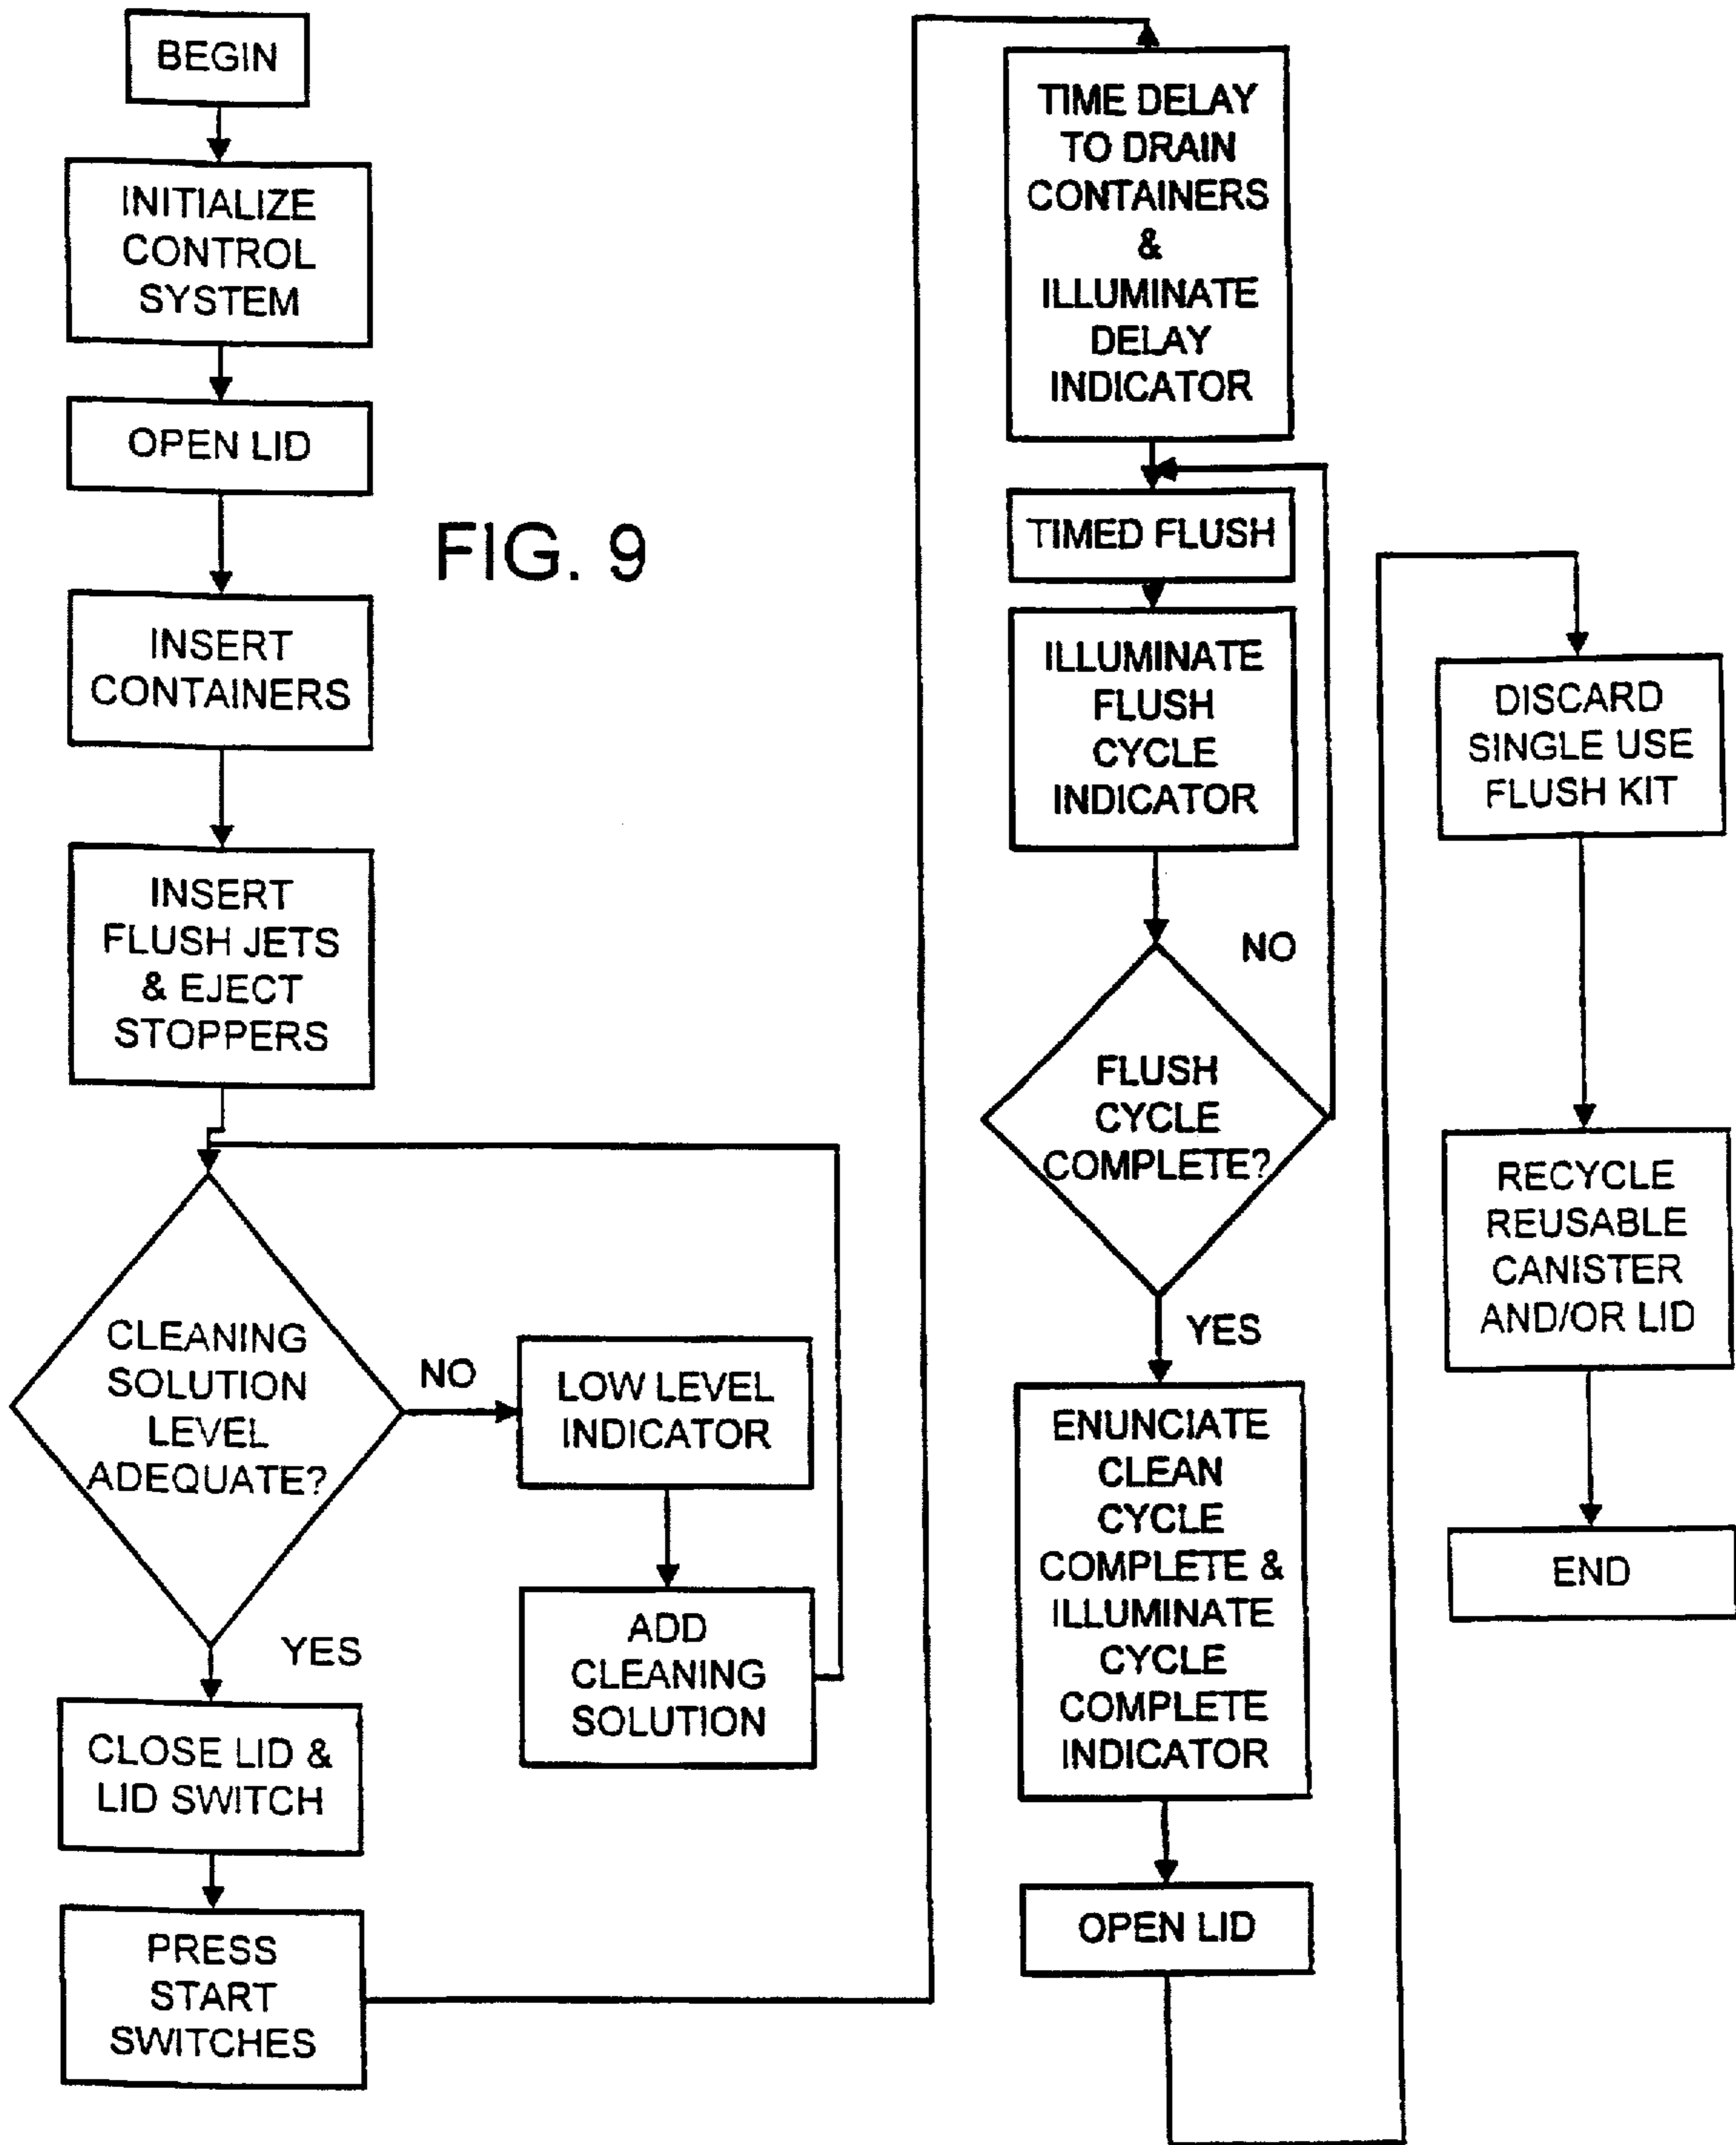 BEGIN
INITIALIZE
CONTROL
SYSTEM
OPEN LID
FIG. 9
INSERT
CONTAINERS
INSERT
FLUSH JETS
& EJECT
STOPPERS
CLEANING
SOLUTION
LEVEL
ADEQUATE?
NO
LOW LEVEL
INDICATOR
ADD
CLEANING
SOLUTION
YES
CLOSE LID &
LID SWITCH
PRESS
START
SWITCHES
TIME DELAY
TO DRAIN
CONTAINERS
&
ILLUMINATE
DELAY
INDICATOR
TIMED FLUSH
ILLUMINATE
FLUSH
CYCLE
INDICATOR
NO
FLUSH
CYCLE
COMPLETE?
YES
ENUNCIATE
CLEAN
CYCLE
COMPLETE &
ILLUMINATE
CYCLE
COMPLETE
INDICATOR
OPEN LID
DISCARD
SINGLE USE
FLUSH KIT
RECYCLE
REUSABLE
CANISTER
AND/OR LID
END